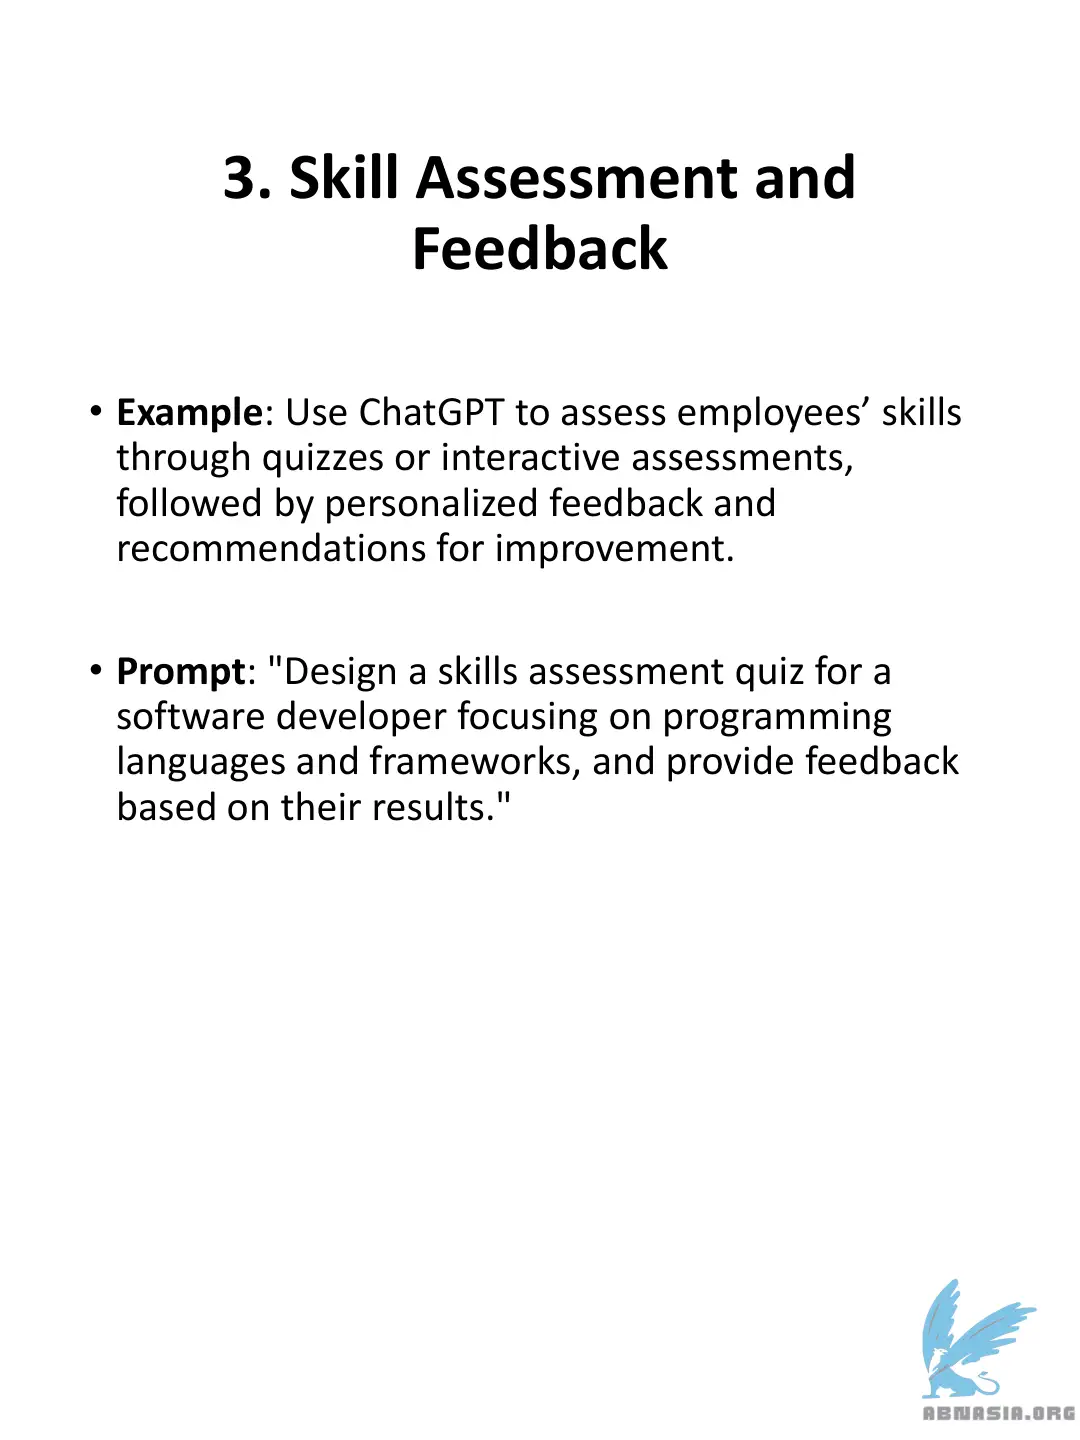 3. Skill Assessment and
Feedback
• Example: Use ChatGPT to assess employees’ skills
through quizzes or interactive assessments,
followed by personalized feedback and
recommendations for improvement.
• Prompt: "Design a skills assessment quiz for a
software developer focusing on programming
languages and frameworks, and provide feedback
based on their results."
ABNASIA.ORG